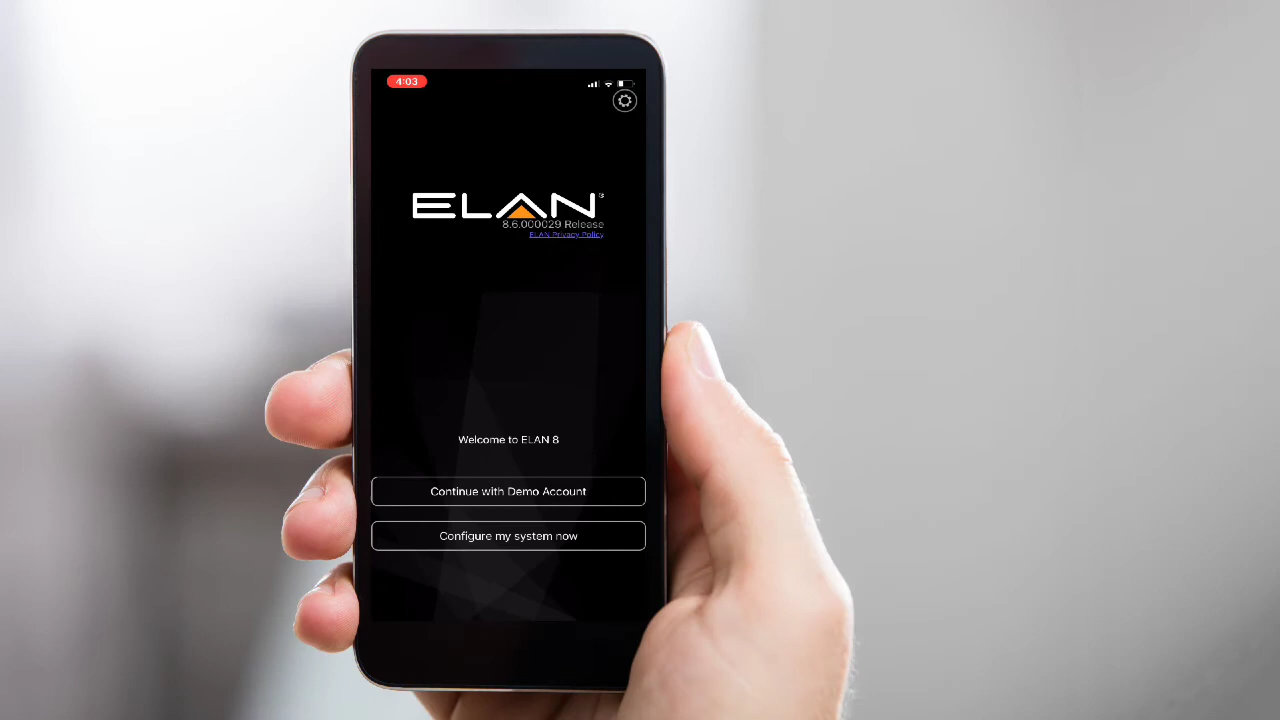 4:03
ELAN®
8.6.000029 Release
ELAN Privacy Policy
Welcome to ELAN 8
Continue with Demo Account
Configure my system now